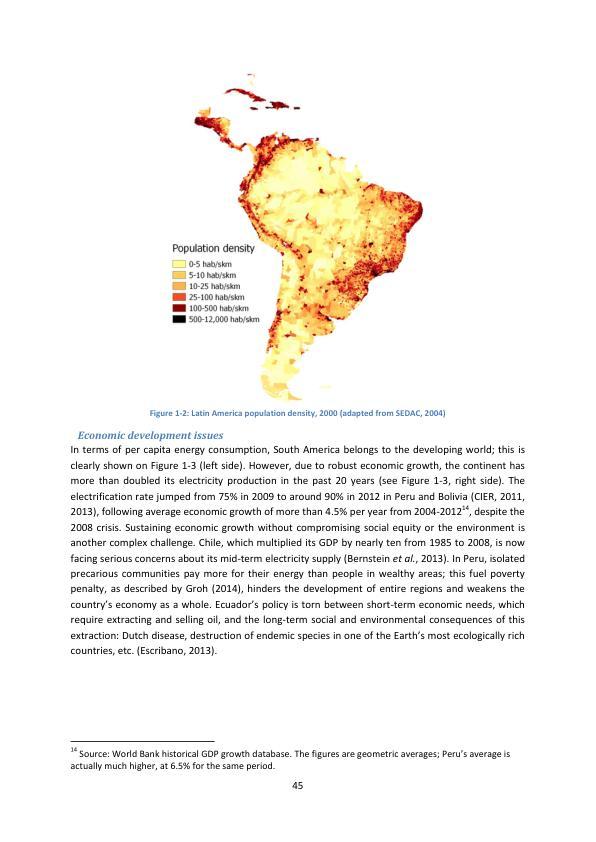 Population density
0-5 hab/skm
5-10 hab/skm
10-25 hab/skm
25-100 hab/skm
100-500 hab/skm
500-12,000 hab/skm
Figure 1-2: Latin America population density, 2000 (adapted from SEDAC, 2004)
Economic development issues
In terms of per capita energy consumption, South America belongs to the developing world; this is
clearly shown on Figure 1-3 (left side). However, due to robust economic growth, the continent has
more than doubled its electricity production in the past 20 years (see Figure 1-3, right side). The
electrification rate jumped from 75% in 2009 to around 90% in 2012 in Peru and Bolivia (CIER, 2011,
2013), following average economic growth of more than 4.5% per year from 2004-201214, despite the
2008 crisis. Sustaining economic growth without compromising social equity or the environment is
another complex challenge. Chile, which multiplied its GDP by nearly ten from 1985 to 2008, is now
facing serious concerns about its mid-term electricity supply (Bernstein et al., 2013). In Peru, isolated
precarious communities pay more for their energy than people in wealthy areas; this fuel poverty
penalty, as described by Groh (2014), hinders the development of entire regions and weakens the
country's economy as a whole. Ecuador's policy is torn between short-term economic needs, which
require extracting and selling oil, and the long-term social and environmental consequences of this
extraction: Dutch disease, destruction of endemic species in one of the Earth's most ecologically rich
countries, etc. (Escribano, 2013).
14 Source: World Bank historical GDP growth database. The figures are geometric averages; Peru's average is
actually much higher, at 6.5% for the same period.
45